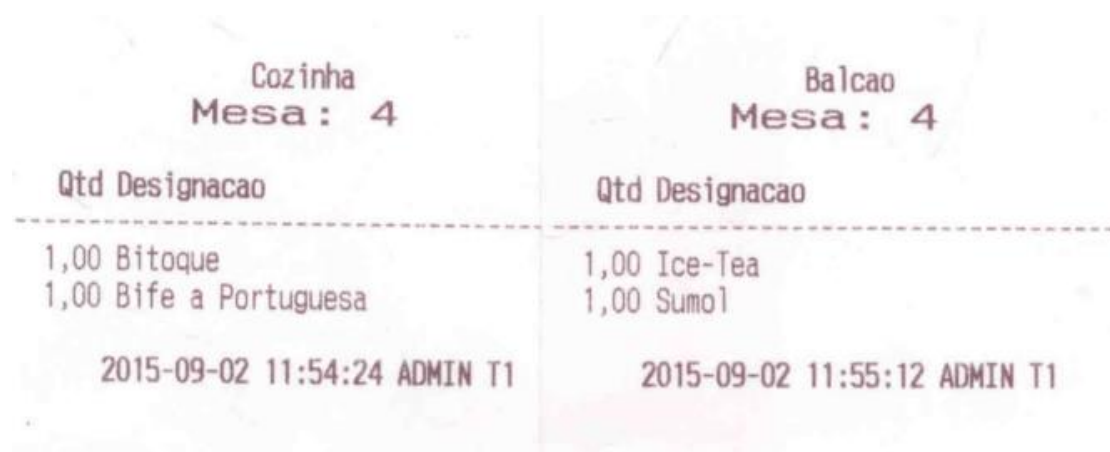 Cozinha
Mesa: 4
Qtd Designacao
1,00 Bitoque
1,00 Bife a Portuguesa
2015-09-02 11:54:24 ADMIN T1
Balcao
Mesa: 4
Qtd Designacao
1,00 Ice-Tea
1,00 Sumol
2015-09-02 11:55:12 ADMIN T1